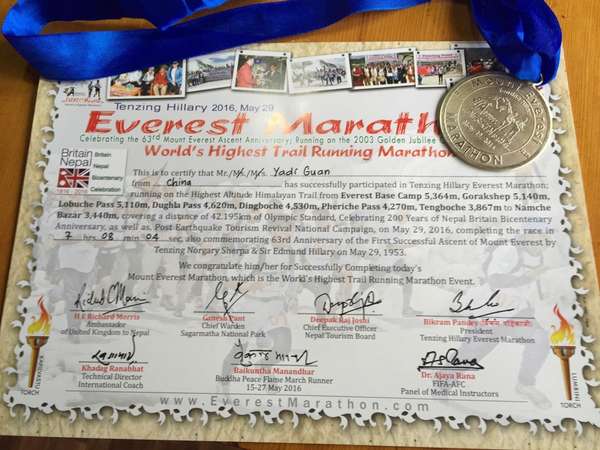 Tenzing Hillary 2016, May 29
Everest Marath
Celebrating the 63rd Mount Everest Ascent Anniversary; Running on the 2003 Golden Jubilee
World's Highest Trail Running Marathon
Mount Everest
MARATHON
Britain
Nepal
Britain
Nepal
Bicentenary
Celebration
This is to certify that Mr./M/./M/s. Yadi Guan
from China has successfully participated in Tenzing Hillary Everest Marathon;
running on the Highest Altitude Himalayan Trail from Everest Base Camp 5,364m, Gorakshep 5,140m,
Lobuche Pass 5,110m, Dughla Pass 4,620m, Dingboche 4,530m, Pheriche Pass 4,270m, Tengboche 3,867m to Namche
Bazar 3,440m, covering a distance of 42.195km of Olympic Standard, Celebrating 200 Years of Nepal Britain Bicentenary
Anniversary, as well as, Post Earthquake Tourism Revival National Campaign, on May 29, 2016, completing the race in
7 hrs 08 min 04 sec, also commemorating 63rd Anniversary of the First Successful Ascent of Mount Everest by
Tenzing Norgary Sherpa & Sir Edmund Hillary on May 29, 1953.
We congratulate him/her for Successfully Completing today's
Mount Everest Marathon, which is the World's Highest Trail Running Marathon Event.
H E Richard Morris
Ambassador
of United Kingdom to Nepal
Ganesh Pant
Chief Warden
Sagarmatha National Park
Deepak Raj Joshi
Chief Executive Officer
Nepal Tourism Board
Bikram Pandey
President
Tenzing Hillary Everest Marathon
Khadag Ranabhat
Technical Director
International Coach
Baikuntha Manandhar
Buddha Peace Flame March Runner
15-27 May 2016
Dr. Ajaya Rana
FIFA-AFC
Panel of Medical Instructors
TORCH
LUMBINI
TORCH
www.EverestMarathon.com